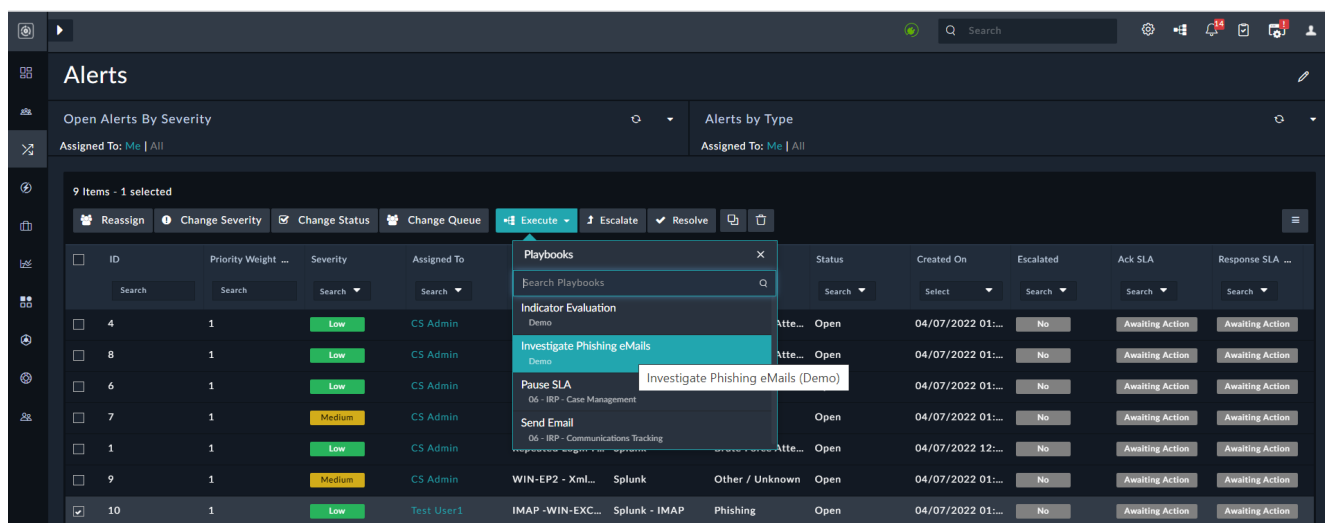 Search
14
!
Alerts
Open Alerts By Severity
Alerts by Type
Assigned To: Me | All
Assigned To: Me | All
9 Items - 1 selected
Reassign Change Severity Change Status Change Queue Execute Escalate Resolve
ID Priority Weight ... Severity Assigned To Status Created On Escalated Ack SLA Response SLA ...
Search Search Search Search Search Select Search Search Search
Playbooks
Search Playbooks
Indicator Evaluation
Demo
Investigate Phishing eMails
Demo
Investigate Phishing eMails (Demo)
Pause SLA
06 - IRP - Case Management
Send Email
06 - IRP - Communications Tracking
4 1 Low CS Admin Atte... Open 04/07/2022 01:... No Awaiting Action Awaiting Action
8 1 Low CS Admin Atte... Open 04/07/2022 01:... No Awaiting Action Awaiting Action
6 1 Low CS Admin Open 04/07/2022 01:... No Awaiting Action Awaiting Action
7 1 Medium CS Admin Open 04/07/2022 01:... No Awaiting Action Awaiting Action
1 1 Low CS Admin Atte... Open 04/07/2022 12:... No Awaiting Action Awaiting Action
9 1 Medium CS Admin WIN-EP2 - Xml... Splunk Other / Unknown Open 04/07/2022 01:... No Awaiting Action Awaiting Action
10 1 Low Test User1 IMAP -WIN-EXC... Splunk - IMAP Phishing Open 04/07/2022 01:... No Awaiting Action Awaiting Action